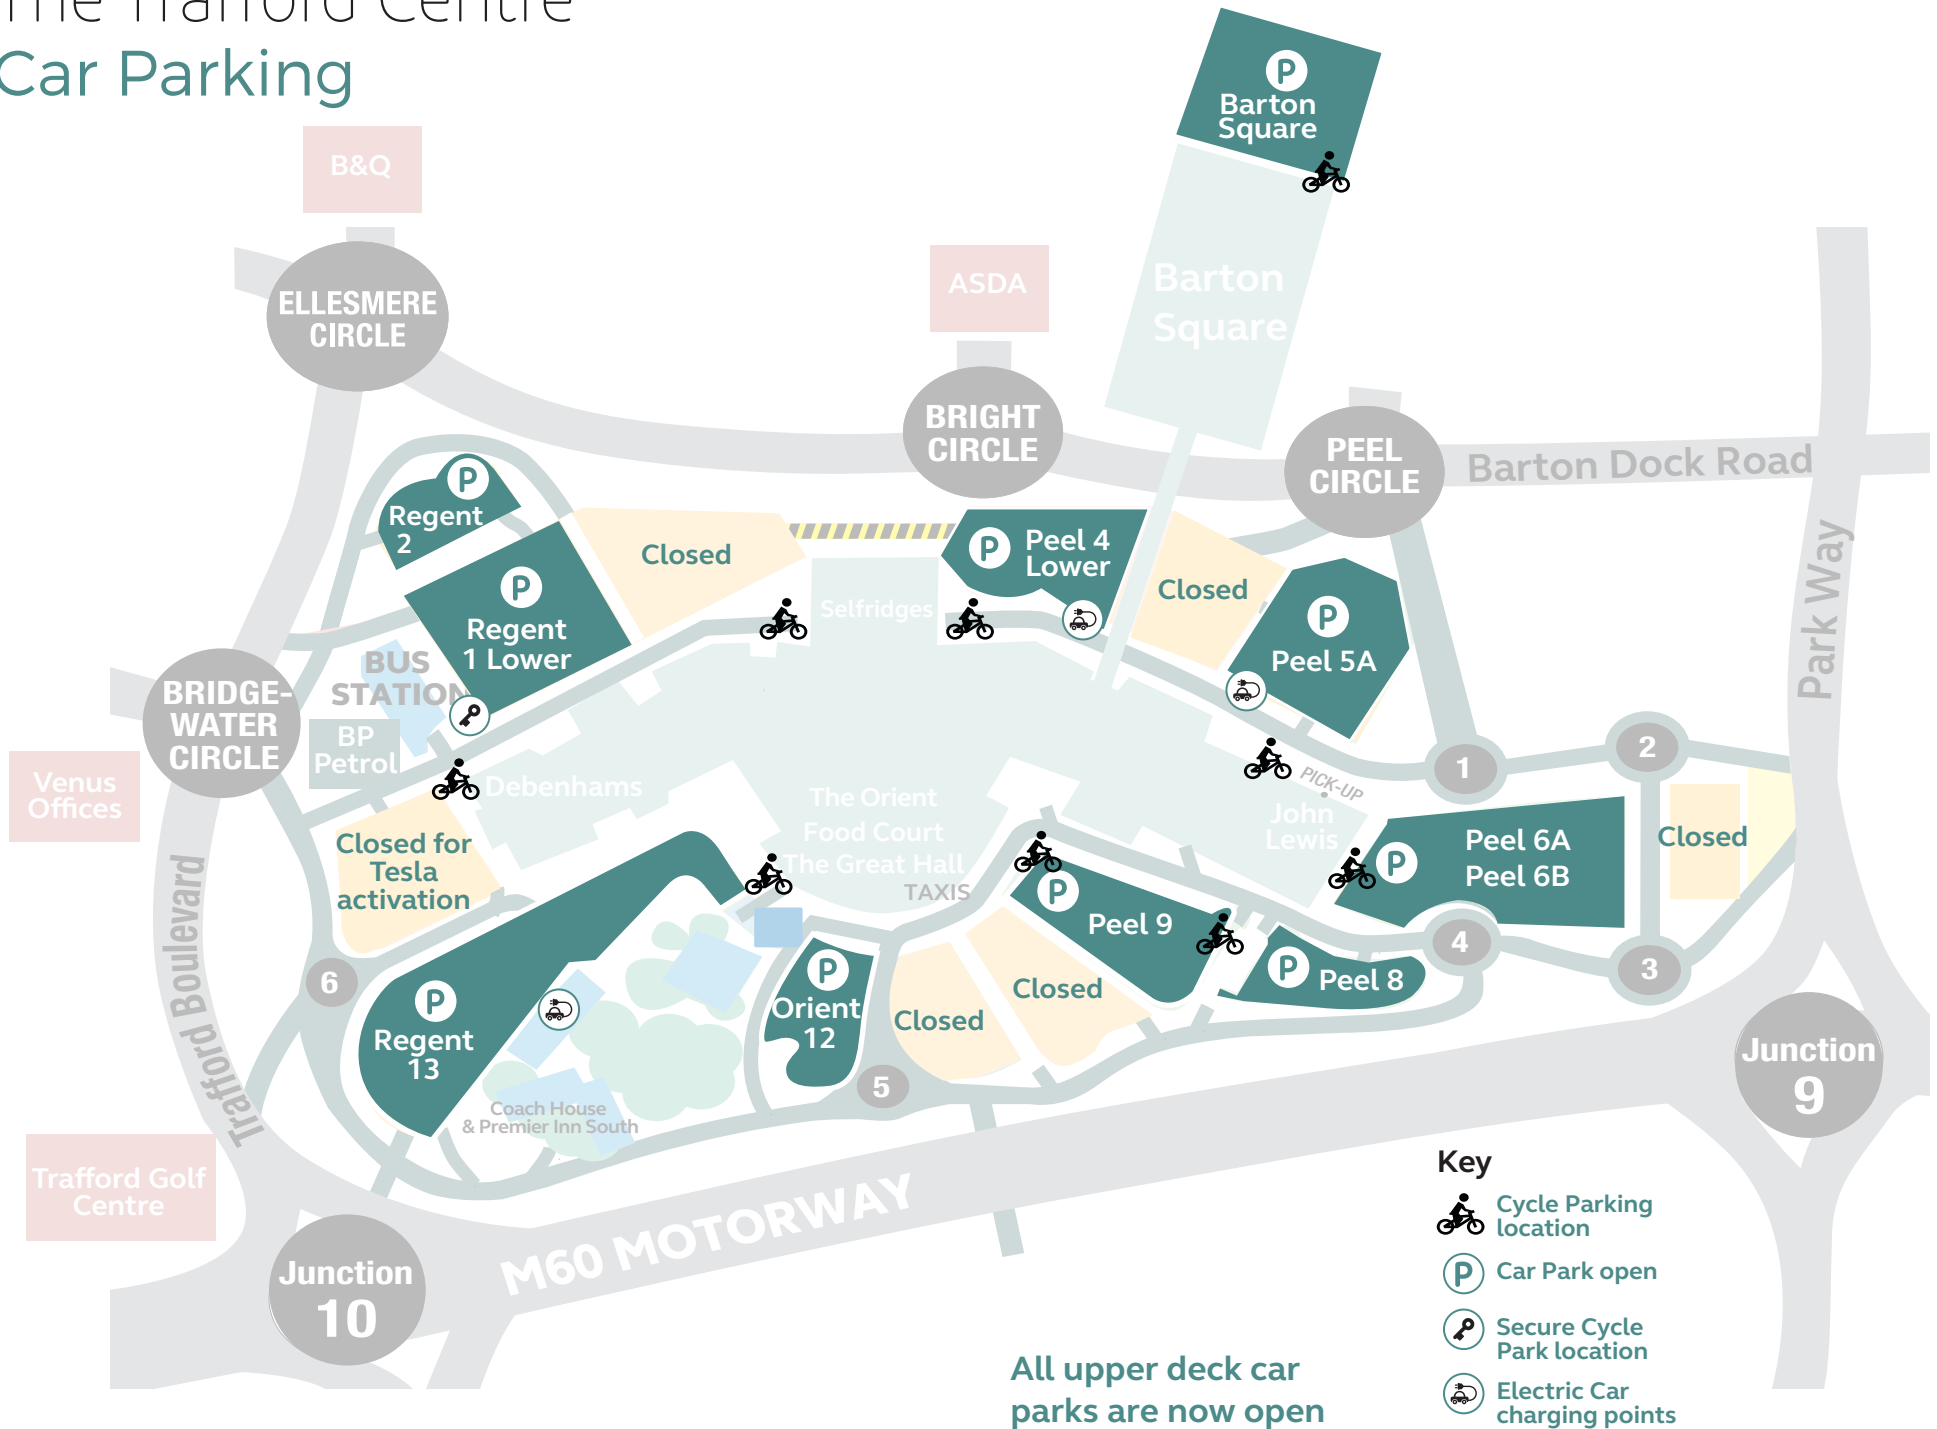 The Trafford Centre
Car Parking
P
Barton
Square
B&Q
ASDA
Barton
Square
ELLESMERE
CIRCLE
BRIGHT
CIRCLE
PEEL
CIRCLE
Barton Dock Road
Park Way
P
Regent
2
Closed
P
Peel 4
Lower
Closed
P
Regent
1 Lower
Selfridges
P
Peel 5A
BUS
STATION
BRIDGE-
WATER
CIRCLE
BP
Petrol
Venus
Offices
Debenhams
The Orient
Food Court
The Great Hall
TAXIS
PICK-UP
John
Lewis
1
2
P
Peel 6A
Peel 6B
Closed
Closed for
Tesla
activation
Trafford Boulevard
P
Peel 9
4
3
6
P
Regent
13
P
Orient
12
Closed
Closed
P
Peel 8
5
Coach House
& Premier Inn South
Junction
9
Trafford Golf
Centre
Junction
10
M60 MOTORWAY
Key
Cycle Parking
location
P
Car Park open
Secure Cycle
Park location
Electric Car
charging points
All upper deck car
parks are now open